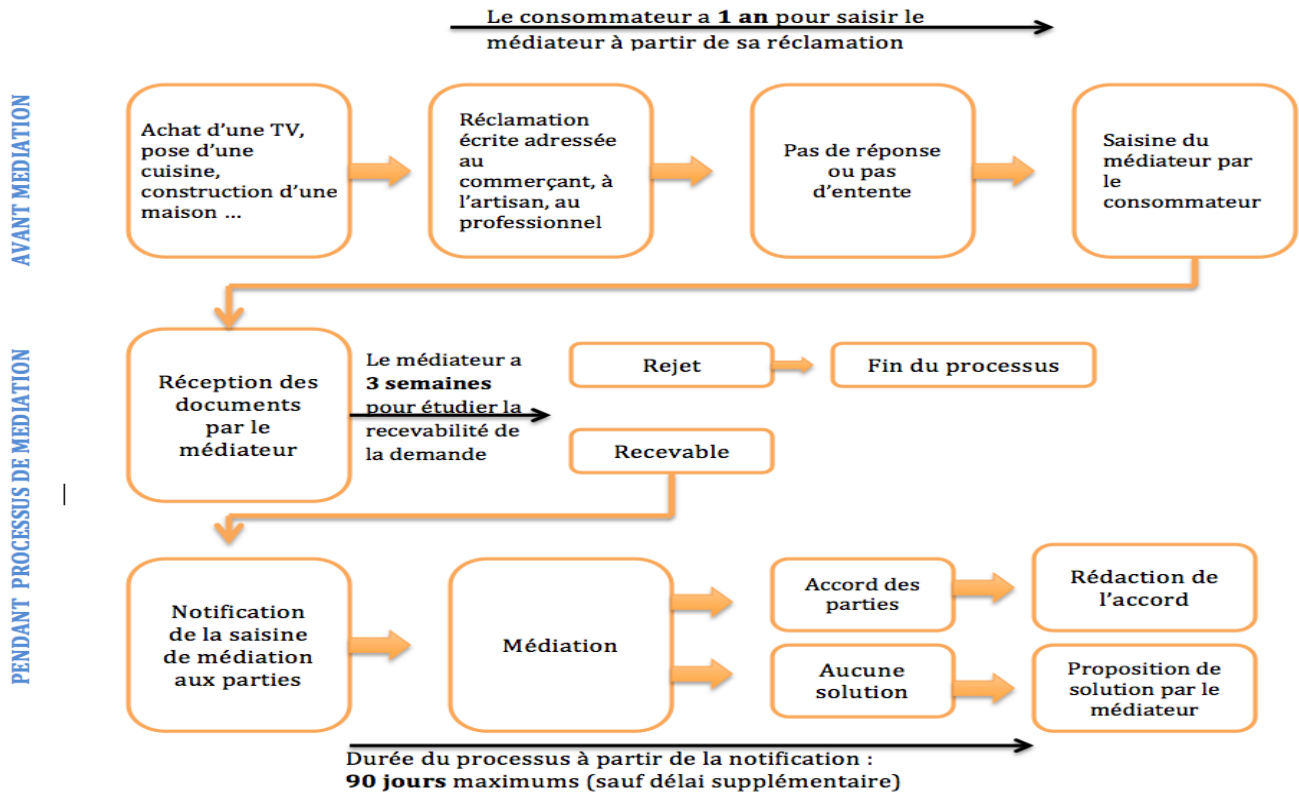 Le consommateur a 1 an pour saisir le
médiateur à partir de sa réclamation
AVANT MEDIATION
Achat d'une TV,
pose d'une
cuisine,
construction d'une
maison ...
Réclamation
écrite adressée
au
commerçant, à
l'artisan, au
professionnel
Pas de réponse
ou pas
d'entente
Saisine du
médiateur par
le
consommateur
PENDANT PROCESSUS DE MEDIATION
Réception des
documents
par le
médiateur
Le médiateur a
3 semaines
pour étudier la
recevabilité de
la demande
Rejet
Fin du processus
Recevable
Notification
de la saisine
de médiation
aux parties
Médiation
Accord des
parties
Rédaction de
l'accord
Aucune
solution
Proposition de
solution par le
médiateur
Durée du processus à partir de la notification :
90 jours maximums (sauf délai supplémentaire)